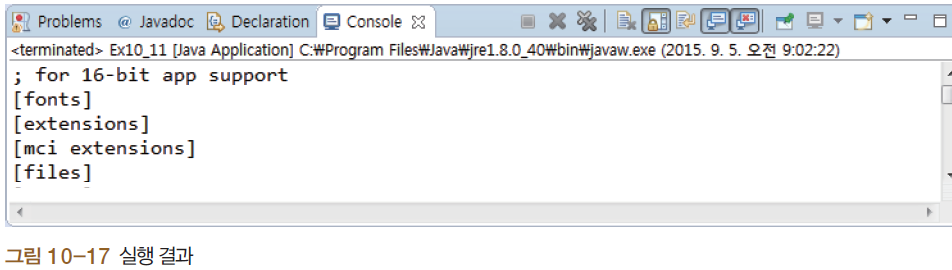 Problems @ Javadoc Declaration Console
<terminated> Ex10_11 [Java Application] C:₩Program Files₩Java₩jre1.8.0_40₩bin₩javaw.exe (2015. 9. 5. 오전 9:02:22)
; for 16-bit app support
[fonts]
[extensions]
[mci extensions]
[files]
그림 10-17 실행 결과